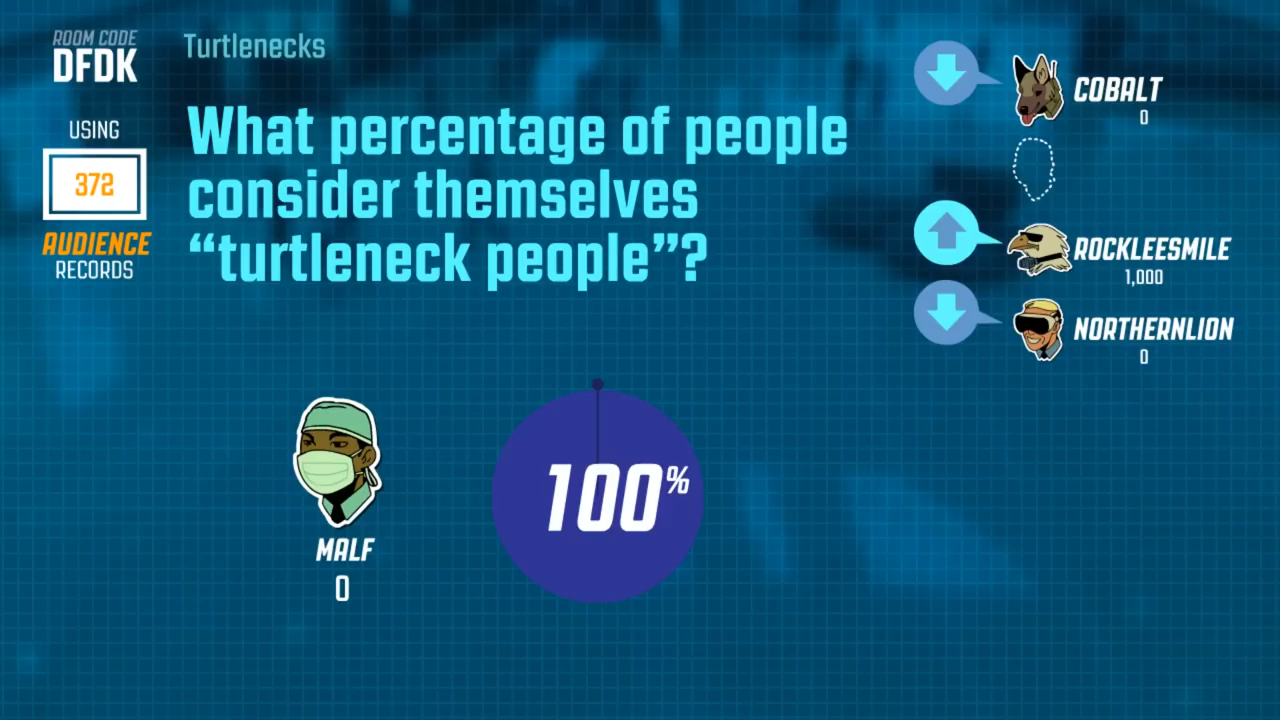 ROOM CODE
DFDK
Turtlenecks
USING
372
AUDIENCE
RECORDS
What percentage of people
consider themselves
“turtleneck people”?
COBALT
0
ROCKLEESMILE
1,000
NORTHERNLION
0
100%
MALF
0